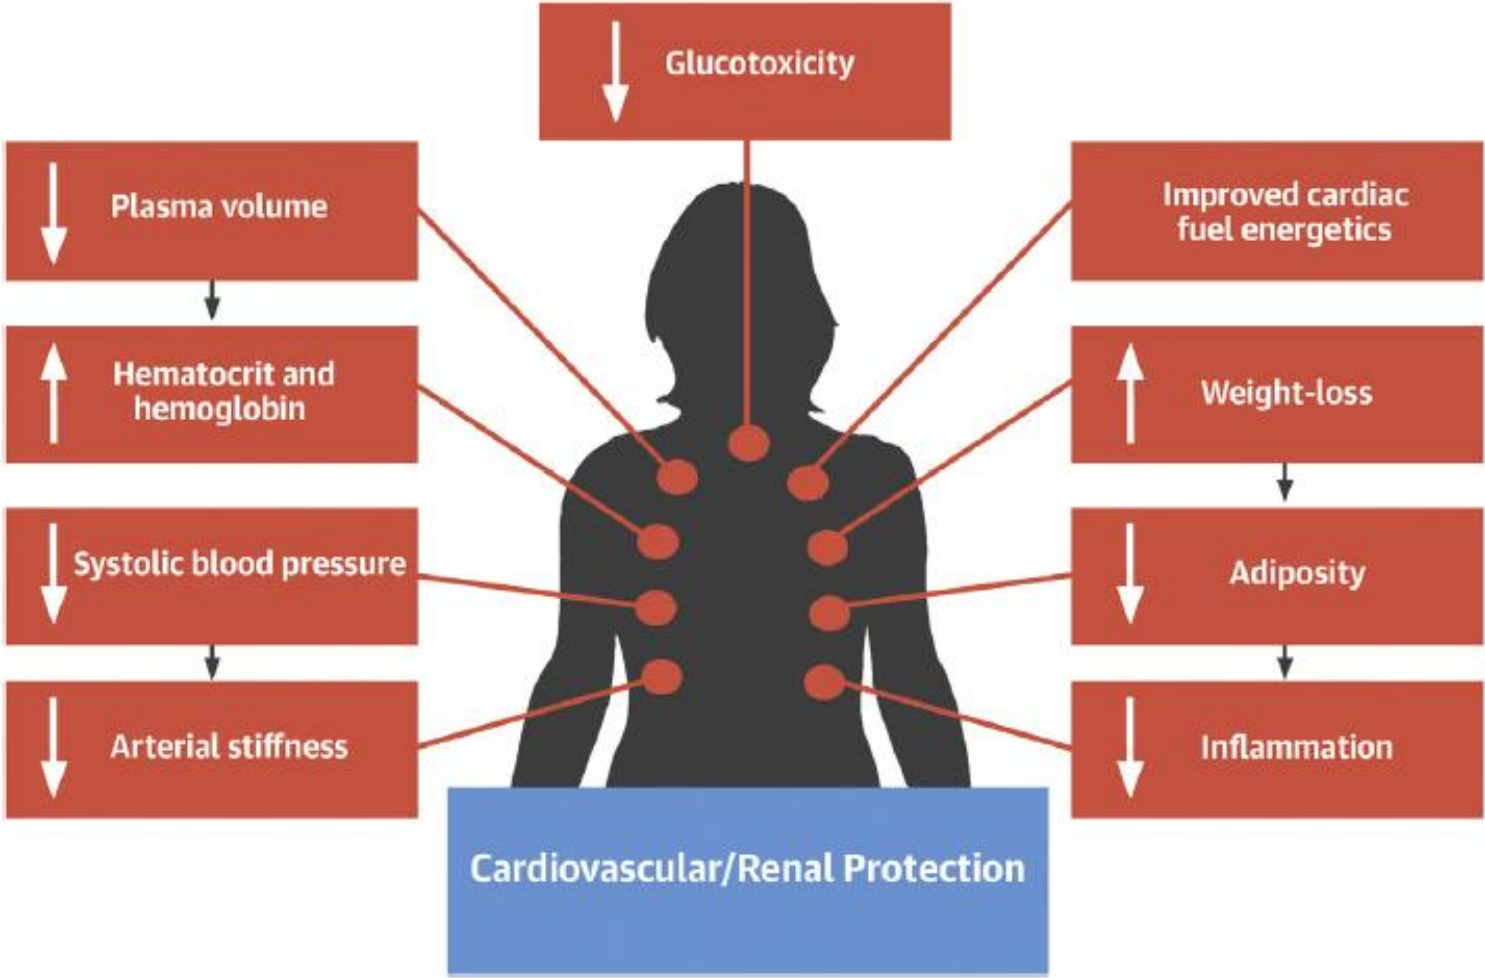 Glucotoxicity
Plasma volume
Hematocrit and
hemoglobin
Systolic blood pressure
Arterial stiffness
Improved cardiac
fuel energetics
Weight-loss
Adiposity
Inflammation
Cardiovascular/Renal Protection